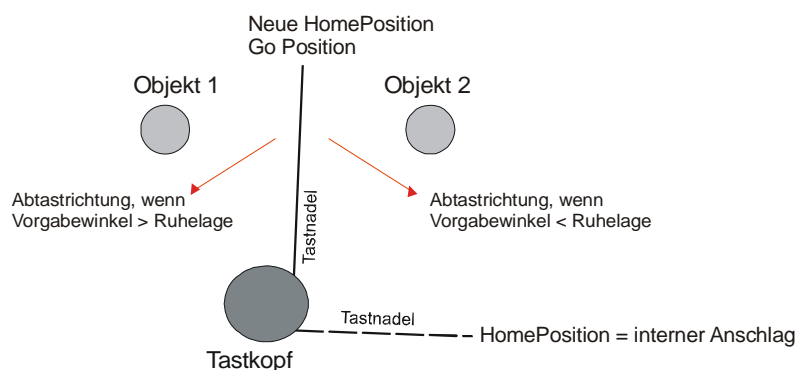 Neue HomePosition
Go Position
Objekt 1
Objekt 2
Abtastrichtung, wenn
Vorgabewinkel > Ruhelage
Abtastrichtung, wenn
Vorgabewinkel < Ruhelage
Tastnadel
Tastnadel
HomePosition = interner Anschlag
Tastkopf